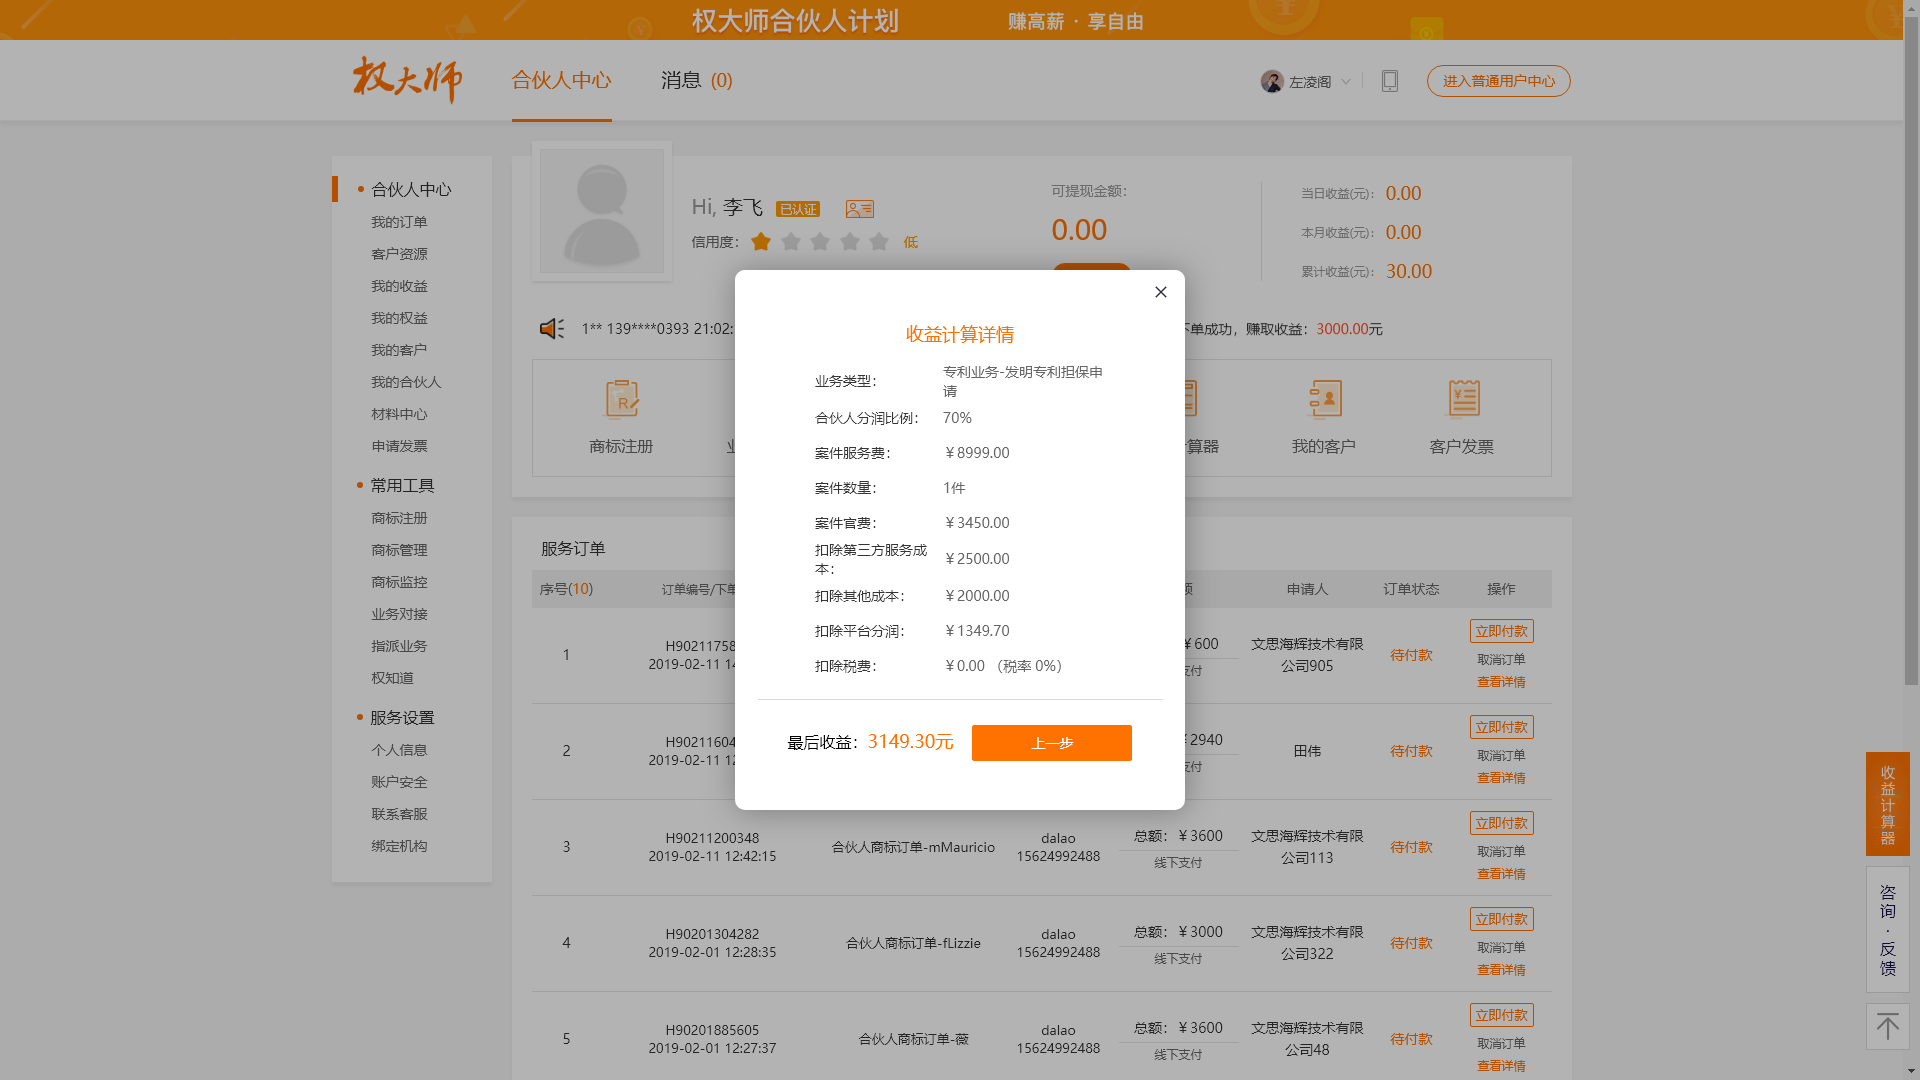 权大师合伙人计划 赚高薪 · 享自由
权大师 合伙人中心 消息 (0) 左凌阁 进入普通用户中心
合伙人中心
我的订单
客户资源
我的收益
我的权益
我的客户
我的合伙人
材料中心
申请发票
常用工具
商标注册
商标管理
商标监控
业务对接
指派业务
权知道
服务设置
个人信息
账户安全
联系客服
绑定机构
Hi, 李飞 已认证
信用度： 低
可提现金额：
0.00
当日收益(元)： 0.00
本月收益(元)： 0.00
累计收益(元)： 30.00
1** 139****0393 21:02:
下单成功，赚取收益：3000.00元
商标注册
算器
我的客户
客户发票
收益计算详情
业务类型：
专利业务-发明专利担保申
请
合伙人分润比例： 70%
案件服务费： ￥8999.00
案件数量： 1件
案件官费： ￥3450.00
扣除第三方服务成
本：
￥2500.00
扣除其他成本： ￥2000.00
扣除平台分润： ￥1349.70
扣除税费： ￥0.00 （税率 0%）
最后收益：3149.30元 上一步
服务订单
序号(10) 订单编号/下单 额 申请人 订单状态 操作
1
H90211758
2019-02-11 14
￥600
支付
文思海辉技术有限
公司905
待付款
立即付款
取消订单
查看详情
2
H90211604
2019-02-11 12
￥2940
支付
田伟
待付款
立即付款
取消订单
查看详情
3
H90211200348
2019-02-11 12:42:15
合伙人商标订单-mMauricio
dalao
15624992488
总额：￥3600
线下支付
文思海辉技术有限
公司113
待付款
立即付款
取消订单
查看详情
4
H90201304282
2019-02-01 12:28:35
合伙人商标订单-fLizzie
dalao
15624992488
总额：￥3000
线下支付
文思海辉技术有限
公司322
待付款
立即付款
取消订单
查看详情
5
H90201885605
2019-02-01 12:27:37
合伙人商标订单-薇
dalao
15624992488
总额：￥3600
线下支付
文思海辉技术有限
公司48
待付款
立即付款
取消订单
查看详情
收益计算器
咨询·反馈